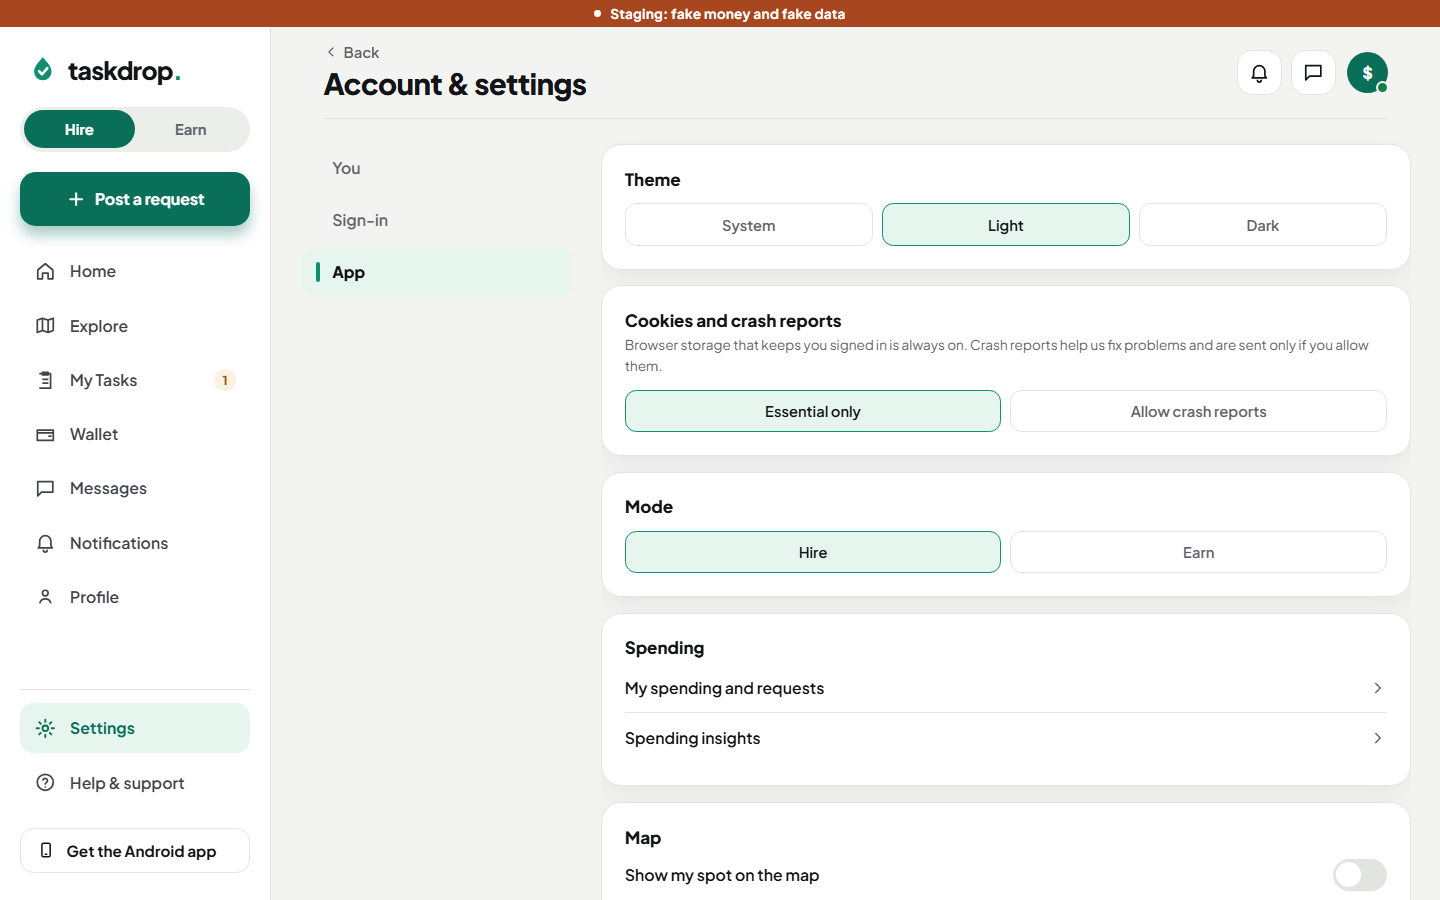 Staging: fake money and fake data
taskdrop.
Hire
Earn
Post a request
Home
Explore
My Tasks
1
Wallet
Messages
Notifications
Profile
Settings
Help & support
Get the Android app
Back
Account & settings
$
You
Sign-in
App
Theme
System
Light
Dark
Cookies and crash reports
Browser storage that keeps you signed in is always on. Crash reports help us fix problems and are sent only if you allow
them.
Essential only
Allow crash reports
Mode
Hire
Earn
Spending
My spending and requests
Spending insights
Map
Show my spot on the map